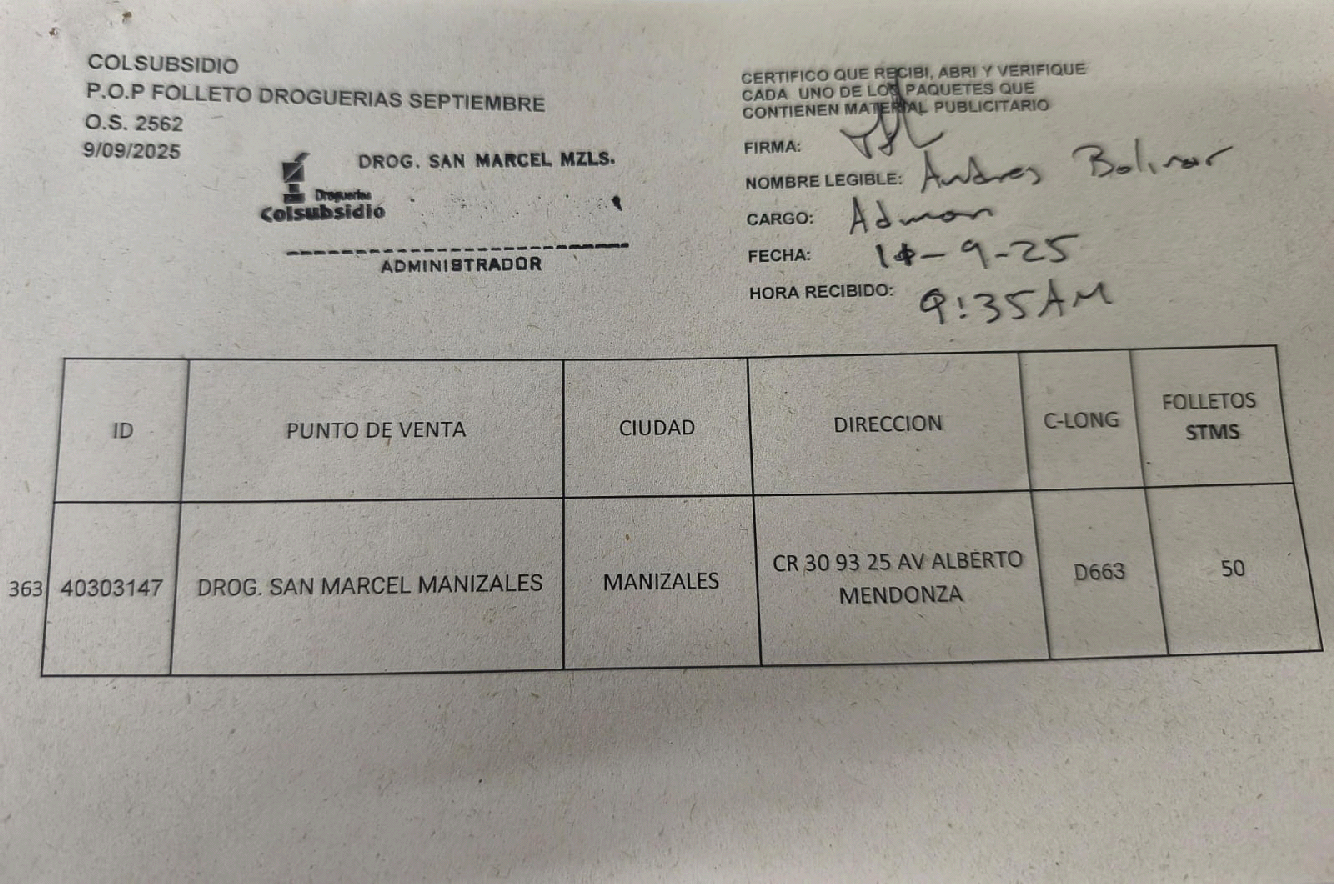 COLSUBSIDIO
P.O.P FOLLETO DROGUERIAS SEPTIEMBRE
O.S. 2562
9/09/2025
DROG. SAN MARCEL MZLS.
Droguerías
Colsubsidio
ADMINISTRADOR
CERTIFICO QUE RECIBI, ABRI Y VERIFIQUE
CADA UNO DE LOS PAQUETES QUE
CONTIENEN MATERIAL PUBLICITARIO
FIRMA:
NOMBRE LEGIBLE: Andres Bolivar
CARGO: Admon
FECHA: 10-9-25
HORA RECIBIDO: 9:35AM
ID PUNTO DE VENTA CIUDAD DIRECCION C-LONG FOLLETOS
STMS
363 40303147 DROG. SAN MARCEL MANIZALES MANIZALES CR 30 93 25 AV ALBERTO D663 50
MENDONZA